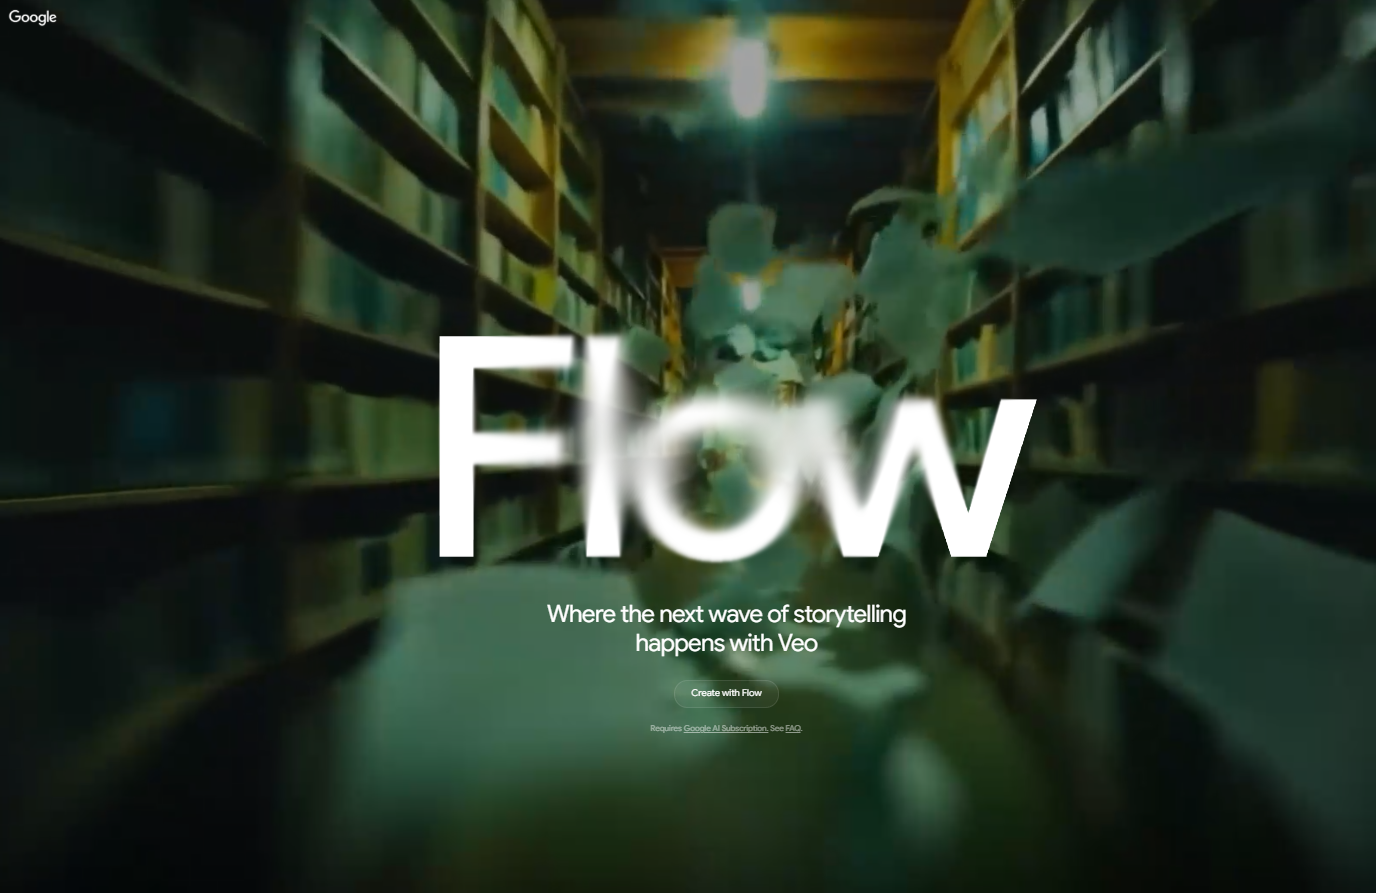 Google
Flow
Where the next wave of storytelling
happens with Veo
Create with Flow
Requires Google AI Subscription. See FAQ.